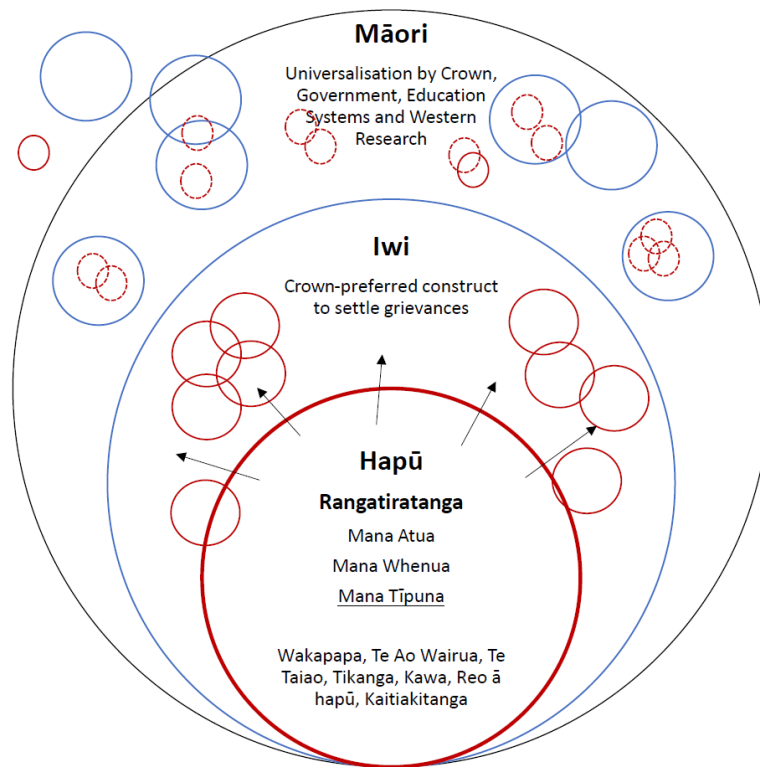 Māori
Universalisation by Crown,
Government, Education
Systems and Western
Research
Iwi
Crown-preferred construct
to settle grievances
Hapū
Rangatiratanga
Mana Atua
Mana Whenua
Mana Tīpuna
Wakapapa, Te Ao Wairua, Te
Taiao, Tikanga, Kawa, Reo ā
hapū, Kaitiakitanga